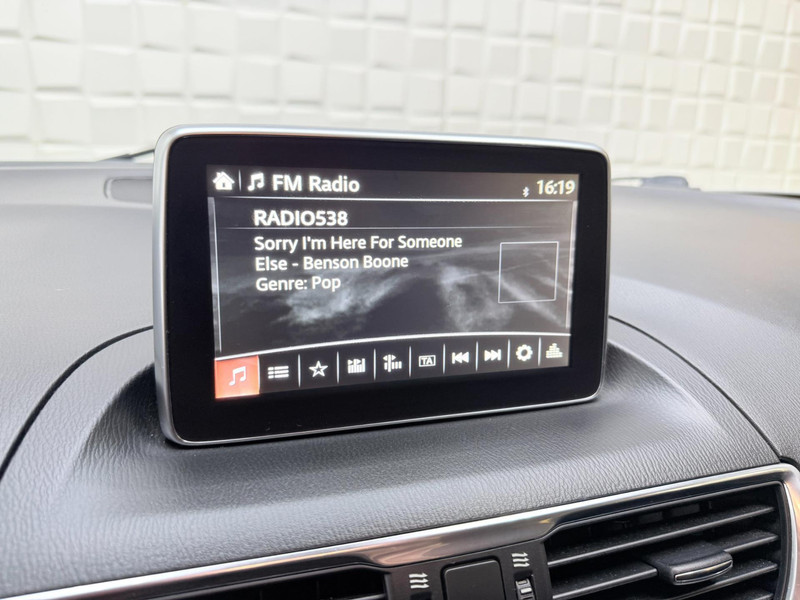 FM Radio
16:19
RADIO538
Sorry I'm Here For Someone
Else - Benson Boone
Genre: Pop
TA